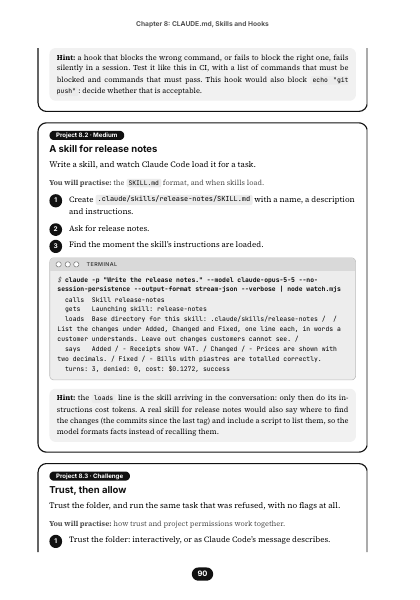 Chapter 8: CLAUDE.md, Skills and Hooks
Hint: a hook that blocks the wrong command, or fails to block the right one, fails
silently in a session. Test it like this in CI, with a list of commands that must be
blocked and commands that must pass. This hook would also block echo "git
push" : decide whether that is acceptable.
Project 8.2 · Medium
A skill for release notes
Write a skill, and watch Claude Code load it for a task.
You will practise: the SKILL.md format, and when skills load.
1 Create .claude/skills/release-notes/SKILL.md with a name, a description
and instructions.
2 Ask for release notes.
3 Find the moment the skill's instructions are loaded.
TERMINAL
$ claude -p "Write the release notes." --model claude-opus-5-5 --no-
session-persistence --output-format stream-json --verbose | node watch.mjs
calls Skill release-notes
gets Launching skill: release-notes
loads Base directory for this skill: .claude/skills/release-notes / /
List the changes under Added, Changed and Fixed, one line each, in words a
customer understands. Leave out changes customers cannot see. /
says Added / - Receipts show VAT. / Changed / - Prices are shown with
two decimals. / Fixed / - Bills with piastres are totalled correctly.
turns: 3, denied: 0, cost: $0.1272, success
Hint: the loads line is the skill arriving in the conversation: only then do its in-
structions cost tokens. A real skill for release notes would also say where to find
the changes (the commits since the last tag) and include a script to list them, so the
model formats facts instead of recalling them.
Project 8.3 · Challenge
Trust, then allow
Trust the folder, and run the same task that was refused, with no flags at all.
You will practise: how trust and project permissions work together.
1 Trust the folder: interactively, or as Claude Code's message describes.
90